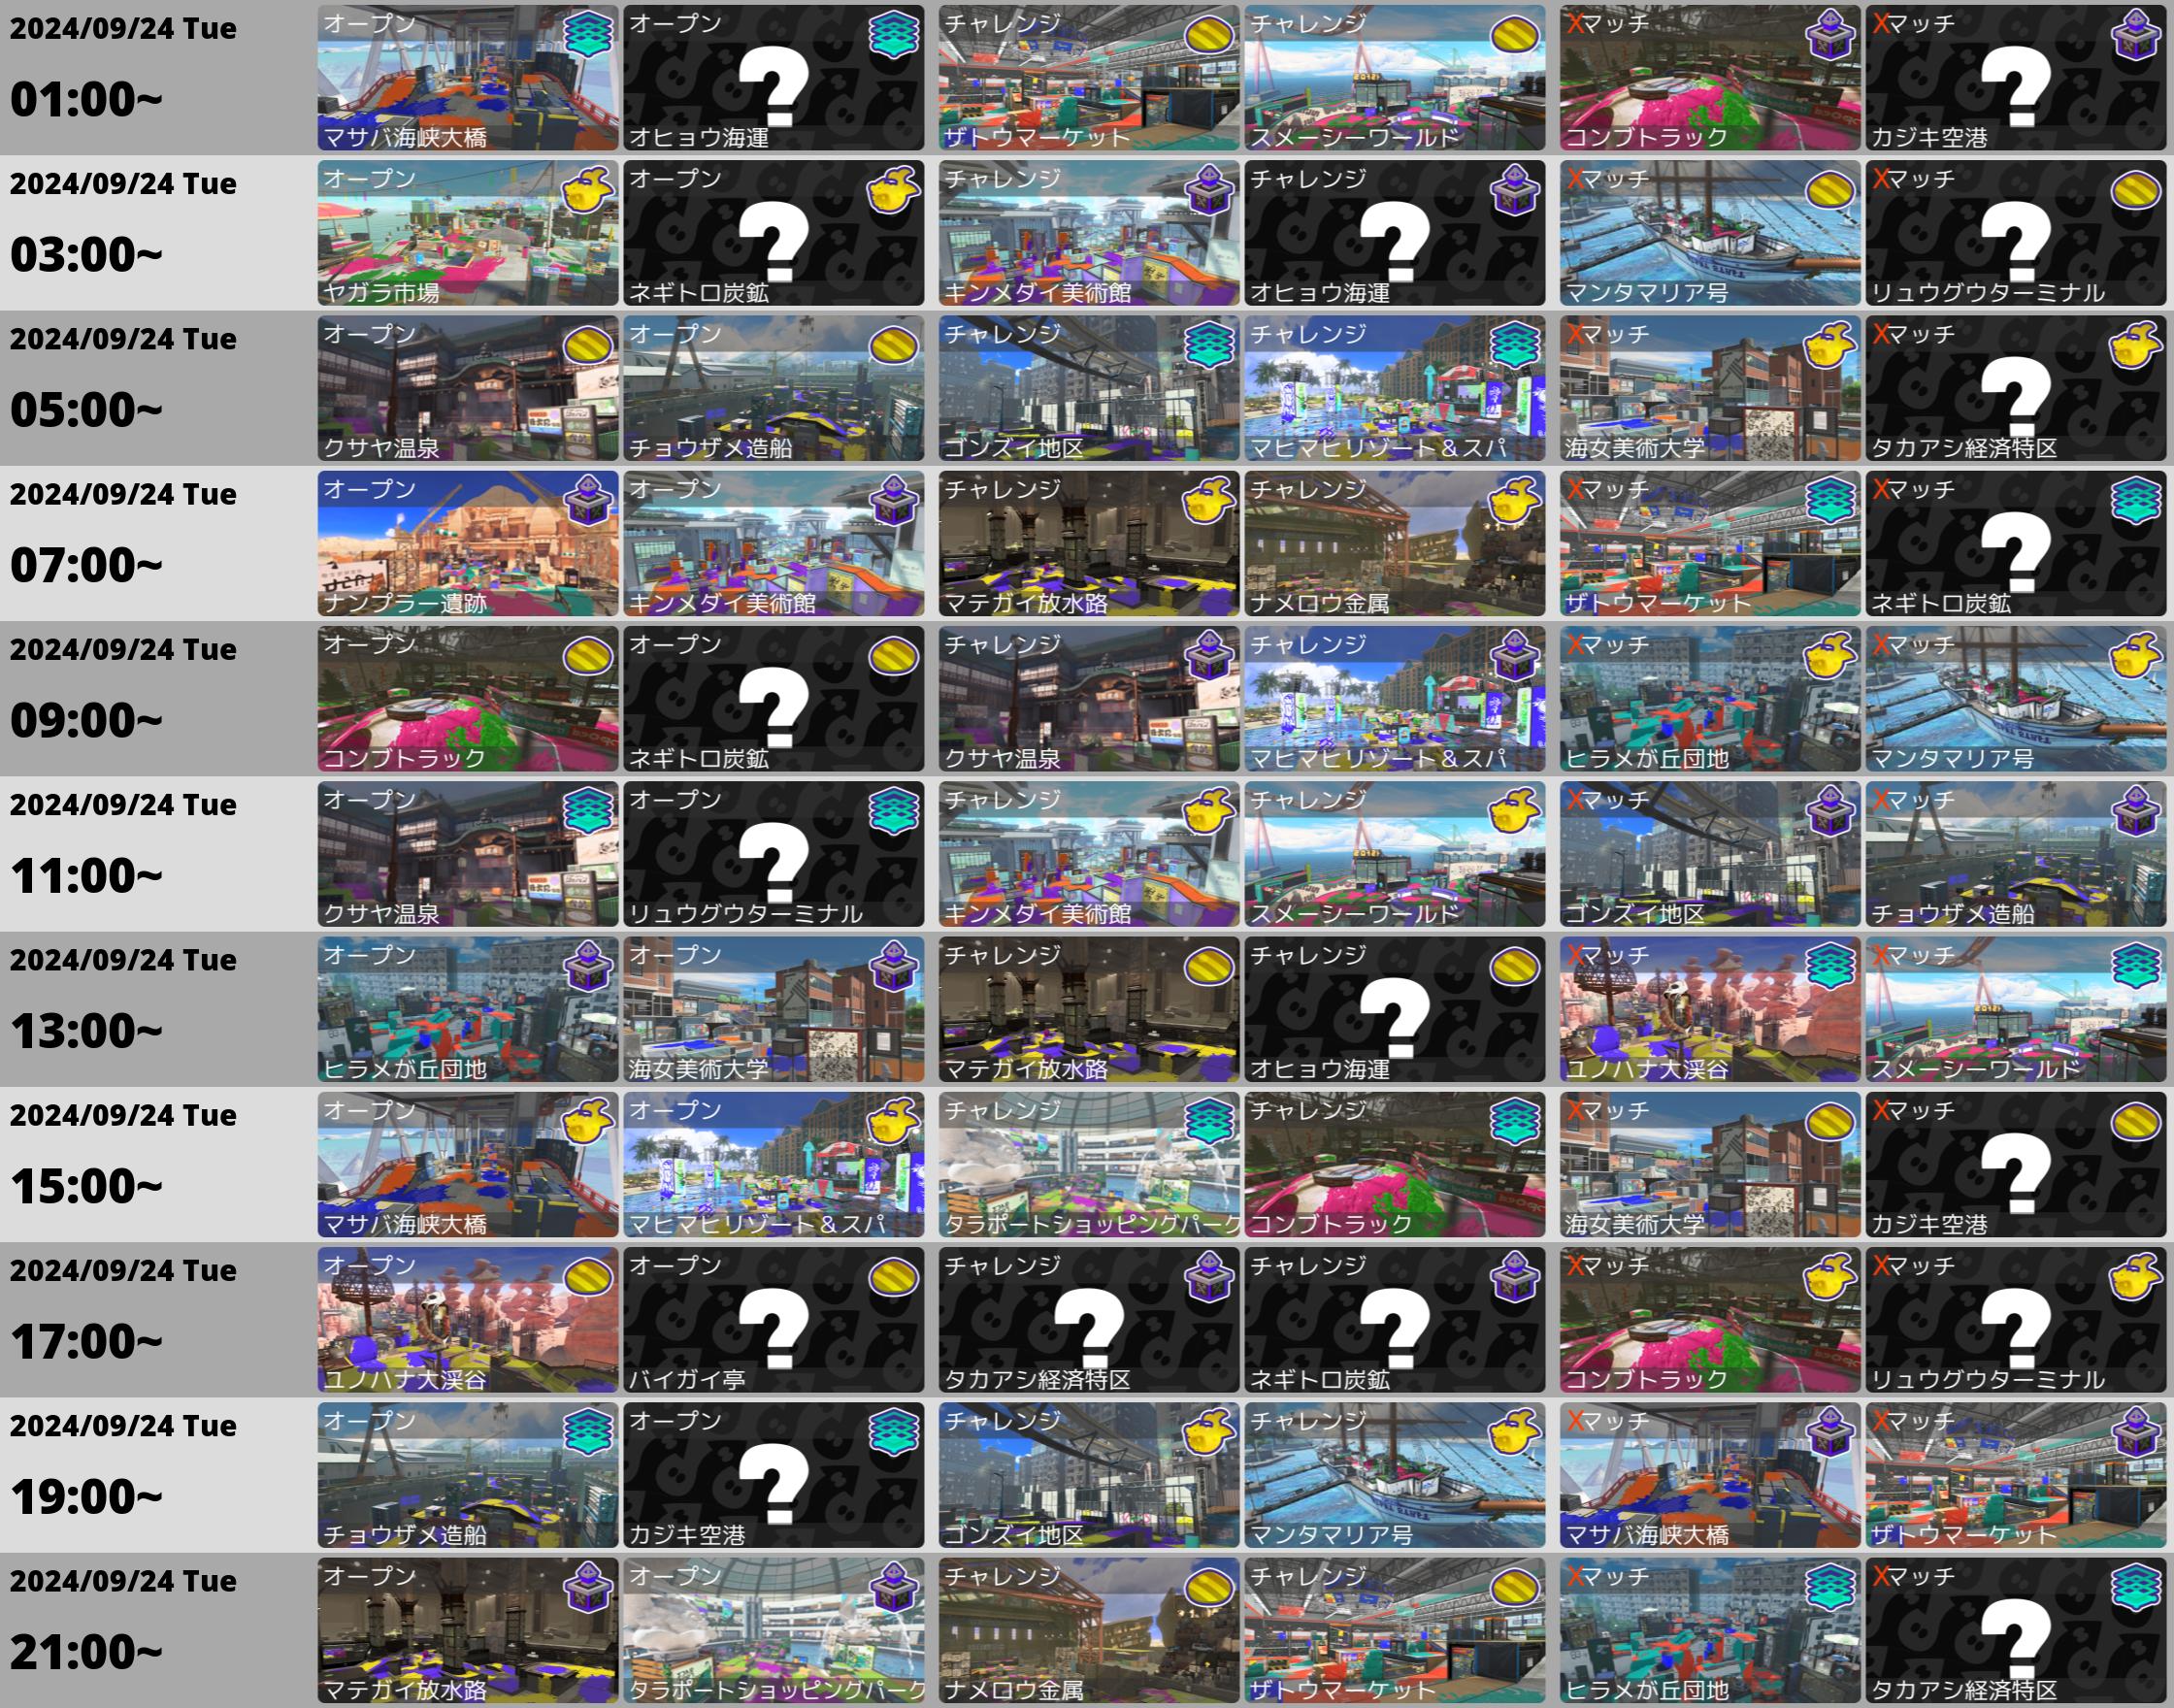 2024/09/24 Tue
01:00~
オープン
マサバ海峡大橋
オープン
オヒョウ海運
チャレンジ
ザトウマーケット
チャレンジ
スメーシーワールド
Xマッチ
コンブトラック
Xマッチ
カジキ空港
2024/09/24 Tue
03:00~
オープン
ヤガラ市場
オープン
ネギトロ炭鉱
チャレンジ
キンメダイ美術館
チャレンジ
オヒョウ海運
Xマッチ
マンタマリア号
Xマッチ
リュウグウターミナル
2024/09/24 Tue
05:00~
オープン
クサヤ温泉
オープン
チョウザメ造船
チャレンジ
ゴンズイ地区
チャレンジ
マヒマヒリゾート＆スパ
Xマッチ
海女美術大学
Xマッチ
タカアシ経済特区
2024/09/24 Tue
07:00~
オープン
ナンプラー遺跡
オープン
キンメダイ美術館
チャレンジ
マテガイ放水路
チャレンジ
ナメロウ金属
Xマッチ
ザトウマーケット
Xマッチ
ネギトロ炭鉱
2024/09/24 Tue
09:00~
オープン
コンブトラック
オープン
ネギトロ炭鉱
チャレンジ
クサヤ温泉
チャレンジ
マヒマヒリゾート＆スパ
Xマッチ
ヒラメが丘団地
Xマッチ
マンタマリア号
2024/09/24 Tue
11:00~
オープン
クサヤ温泉
オープン
リュウグウターミナル
チャレンジ
キンメダイ美術館
チャレンジ
スメーシーワールド
Xマッチ
ゴンズイ地区
Xマッチ
チョウザメ造船
2024/09/24 Tue
13:00~
オープン
ヒラメが丘団地
オープン
海女美術大学
チャレンジ
マテガイ放水路
チャレンジ
オヒョウ海運
Xマッチ
ユノハナ大渓谷
Xマッチ
スメーシーワールド
2024/09/24 Tue
15:00~
オープン
マサバ海峡大橋
オープン
マヒマヒリゾート＆スパ
チャレンジ
タラポートショッピングパーク
チャレンジ
コンブトラック
Xマッチ
海女美術大学
Xマッチ
カジキ空港
2024/09/24 Tue
17:00~
オープン
ユノハナ大渓谷
オープン
バイガイ亭
チャレンジ
タカアシ経済特区
チャレンジ
ネギトロ炭鉱
Xマッチ
コンブトラック
Xマッチ
リュウグウターミナル
2024/09/24 Tue
19:00~
オープン
チョウザメ造船
オープン
カジキ空港
チャレンジ
ゴンズイ地区
チャレンジ
マンタマリア号
Xマッチ
マサバ海峡大橋
Xマッチ
ザトウマーケット
2024/09/24 Tue
21:00~
オープン
マテガイ放水路
オープン
タラポートショッピングパーク
チャレンジ
ナメロウ金属
チャレンジ
ザトウマーケット
Xマッチ
ヒラメが丘団地
Xマッチ
タカアシ経済特区